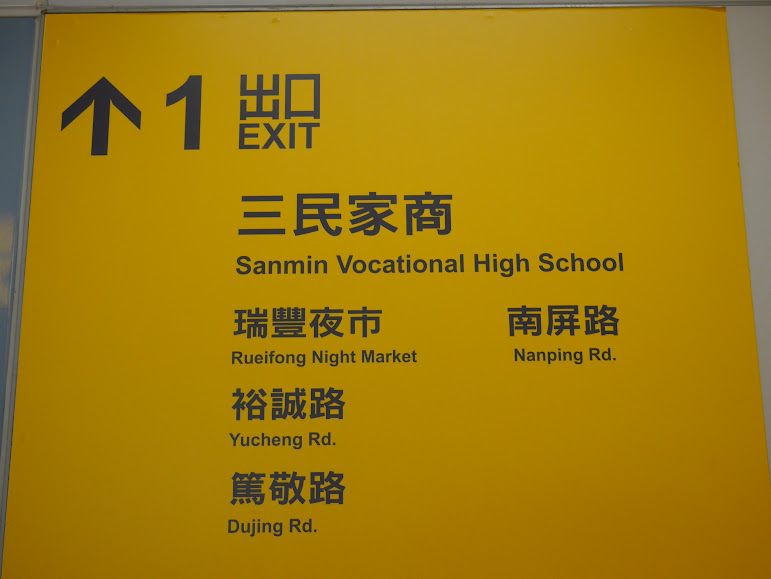 ↑ 1 出口
EXIT
三民家商
Sanmin Vocational High School
瑞豐夜市 南屏路
Rueifong Night Market Nanping Rd.
裕誠路
Yucheng Rd.
篤敬路
Dujing Rd.